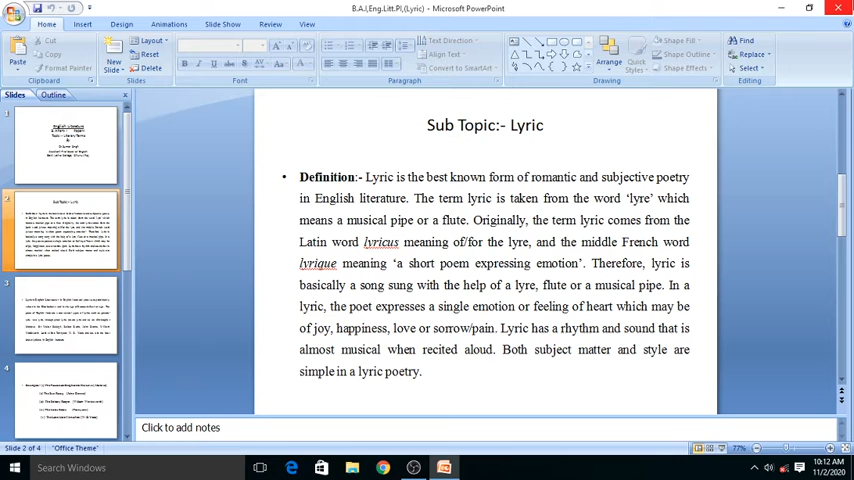 B.A.I,Eng.Litt.PI,(Lyric) - Microsoft PowerPoint
Home Insert Design Animations Slide Show Review View
Paste Cut Copy Format Painter Clipboard
New Slide Layout Reset Delete Slides
B I U abe S AV Aa A Font
Text Direction Align Text Convert to SmartArt Paragraph
Arrange Quick Styles Shape Fill Shape Outline Shape Effects Drawing
Find Replace Select Editing
Slides Outline
1
2
3
4
Sub Topic:- Lyric
• Definition:- Lyric is the best known form of romantic and subjective poetry
in English literature. The term lyric is taken from the word ‘lyre’ which
means a musical pipe or a flute. Originally, the term lyric comes from the
Latin word lyricus meaning of/for the lyre, and the middle French word
lyrique meaning ‘a short poem expressing emotion’. Therefore, lyric is
basically a song sung with the help of a lyre, flute or a musical pipe. In a
lyric, the poet expresses a single emotion or feeling of heart which may be
of joy, happiness, love or sorrow/pain. Lyric has a rhythm and sound that is
almost musical when recited aloud. Both subject matter and style are
simple in a lyric poetry.
Click to add notes
Slide 2 of 4 "Office Theme" 77%
Search Windows
10:12 AM
11/2/2020